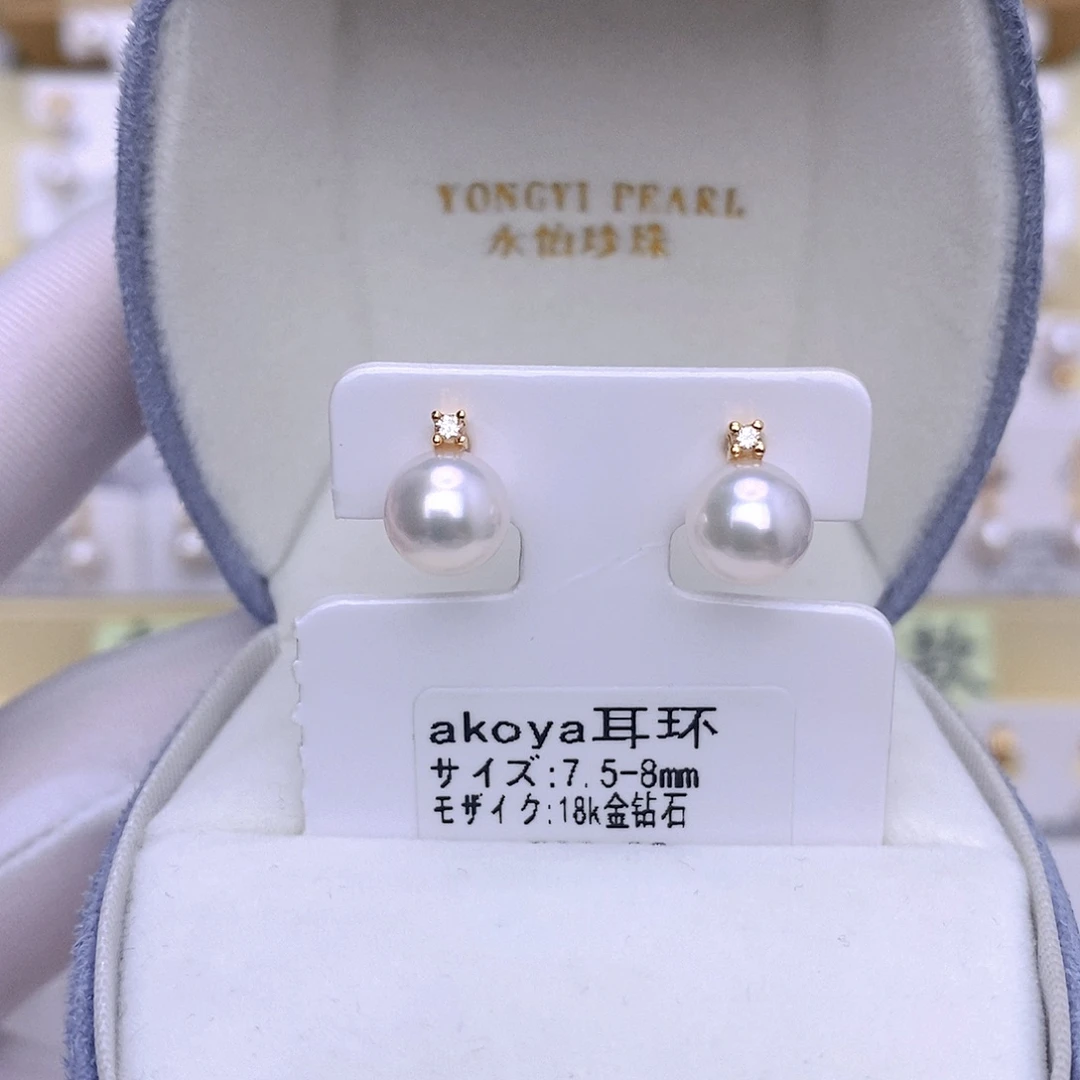 YONGYI PEARL
永怡珍珠
akoya耳环
サイズ:7.5-8mm
モザイク:18k金钻石